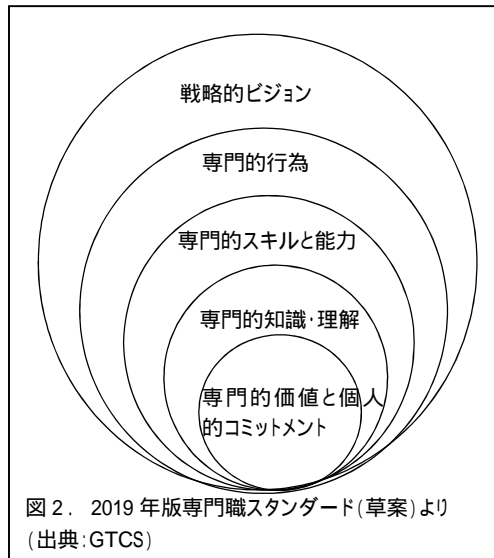 戦略的ビジョン
専門的行為
専門的スキルと能力
専門的知識・理解
専門的価値と個人
的コミットメント
図２． 2019 年版専門職スタンダード(草案)より
(出典:GTCS)